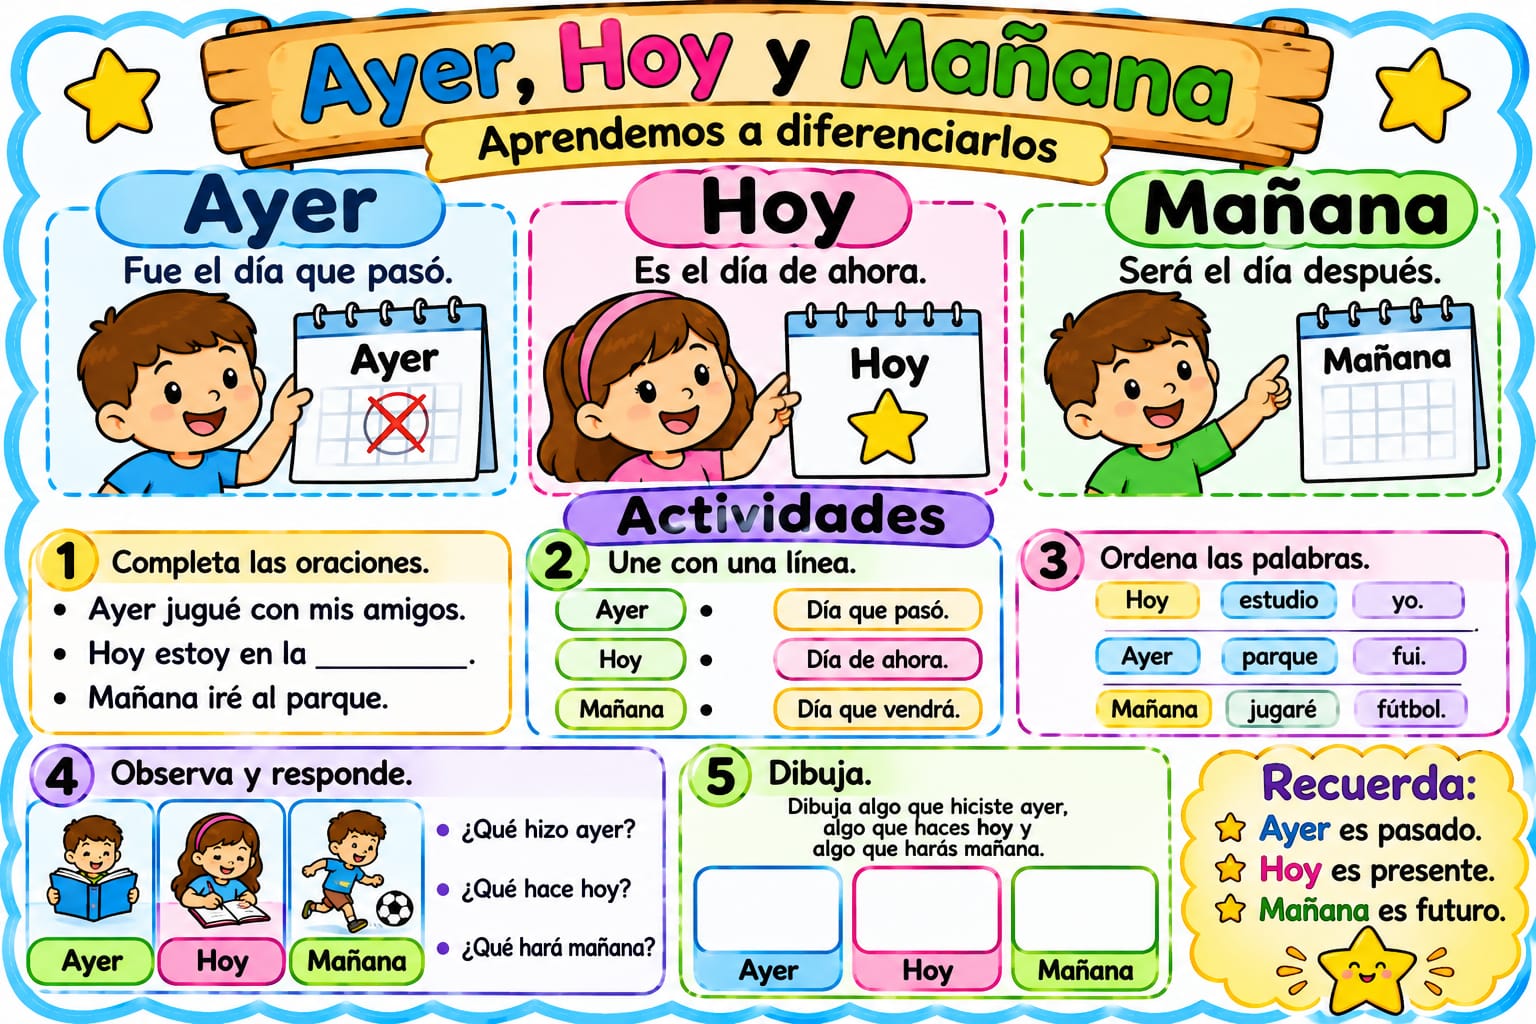 Ayer, Hoy y Mañana
Aprendemos a diferenciarlos
Ayer
Fue el día que pasó.
Ayer
Hoy
Es el día de ahora.
Hoy
Mañana
Será el día después.
Mañana
Actividades
1 Completa las oraciones.
• Ayer jugué con mis amigos.
• Hoy estoy en la __________.
• Mañana iré al parque.
2 Une con una línea.
Ayer • Día que pasó.
Hoy • Día de ahora.
Mañana • Día que vendrá.
3 Ordena las palabras.
Hoy estudio yo.
Ayer parque fui.
Mañana jugaré fútbol.
4 Observa y responde.
Ayer
Hoy
Mañana
• ¿Qué hizo ayer?
• ¿Qué hace hoy?
• ¿Qué hará mañana?
5 Dibuja.
Dibuja algo que hiciste ayer,
algo que haces hoy y
algo que harás mañana.
Ayer
Hoy
Mañana
Recuerda:
Ayer es pasado.
Hoy es presente.
Mañana es futuro.